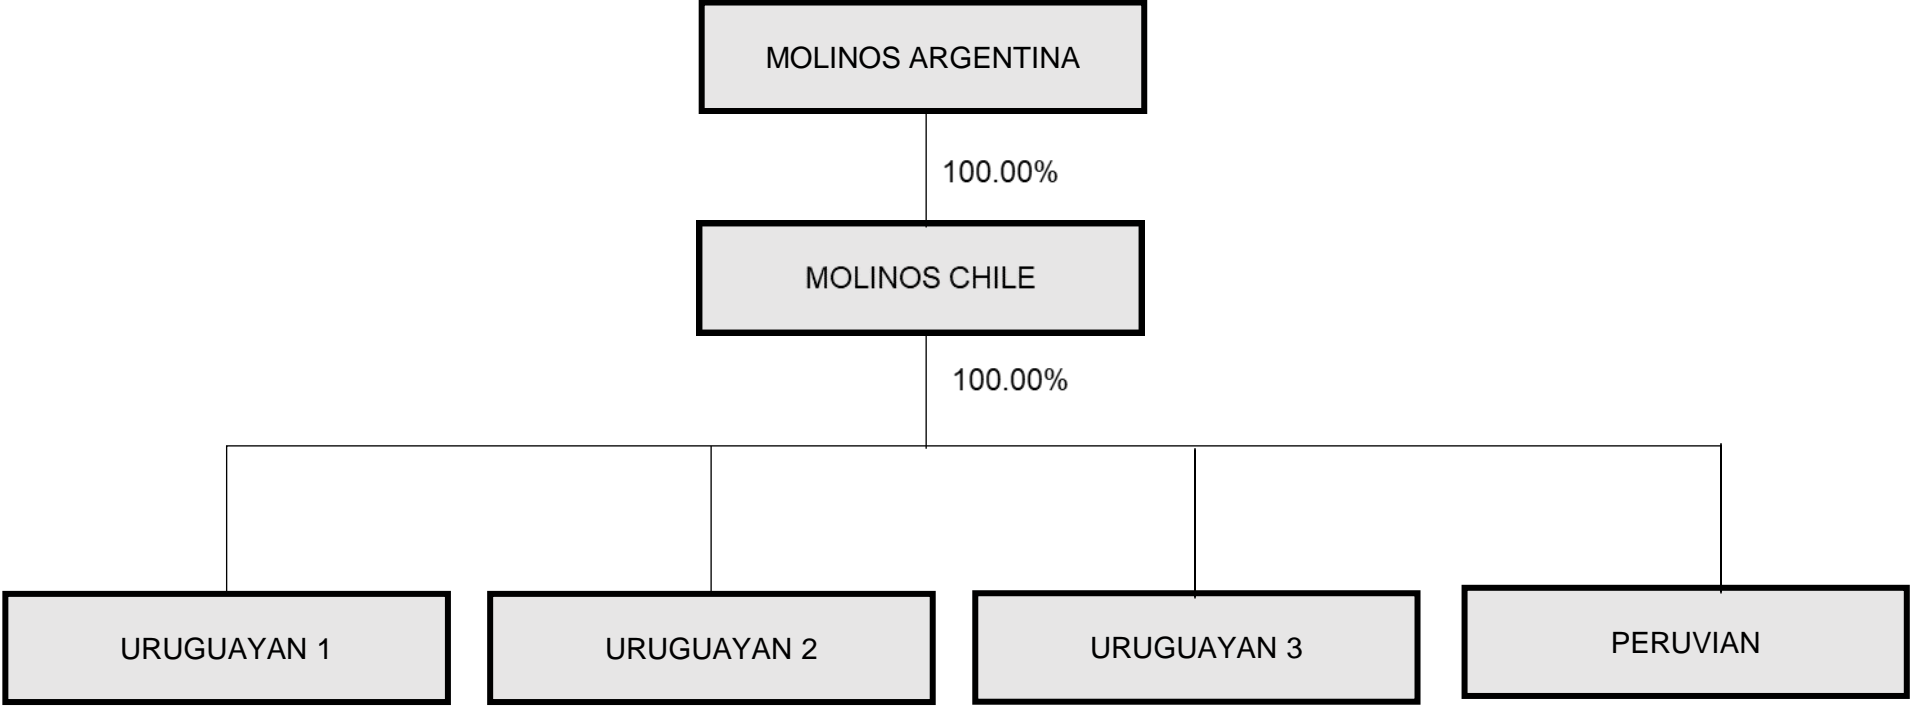 MOLINOS ARGENTINA
100.00%
MOLINOS CHILE
100.00%
URUGUAYAN 1
URUGUAYAN 2
URUGUAYAN 3
PERUVIAN